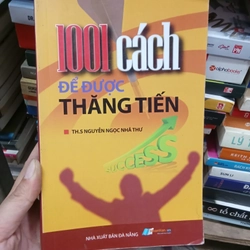 1001 cách
ĐỂ ĐƯỢC
THĂNG TIẾN
TH.S NGUYỄN NGỌC NHÃ THƯ
SUCCESS
NHÀ XUẤT BẢN ĐÀ NẴNG